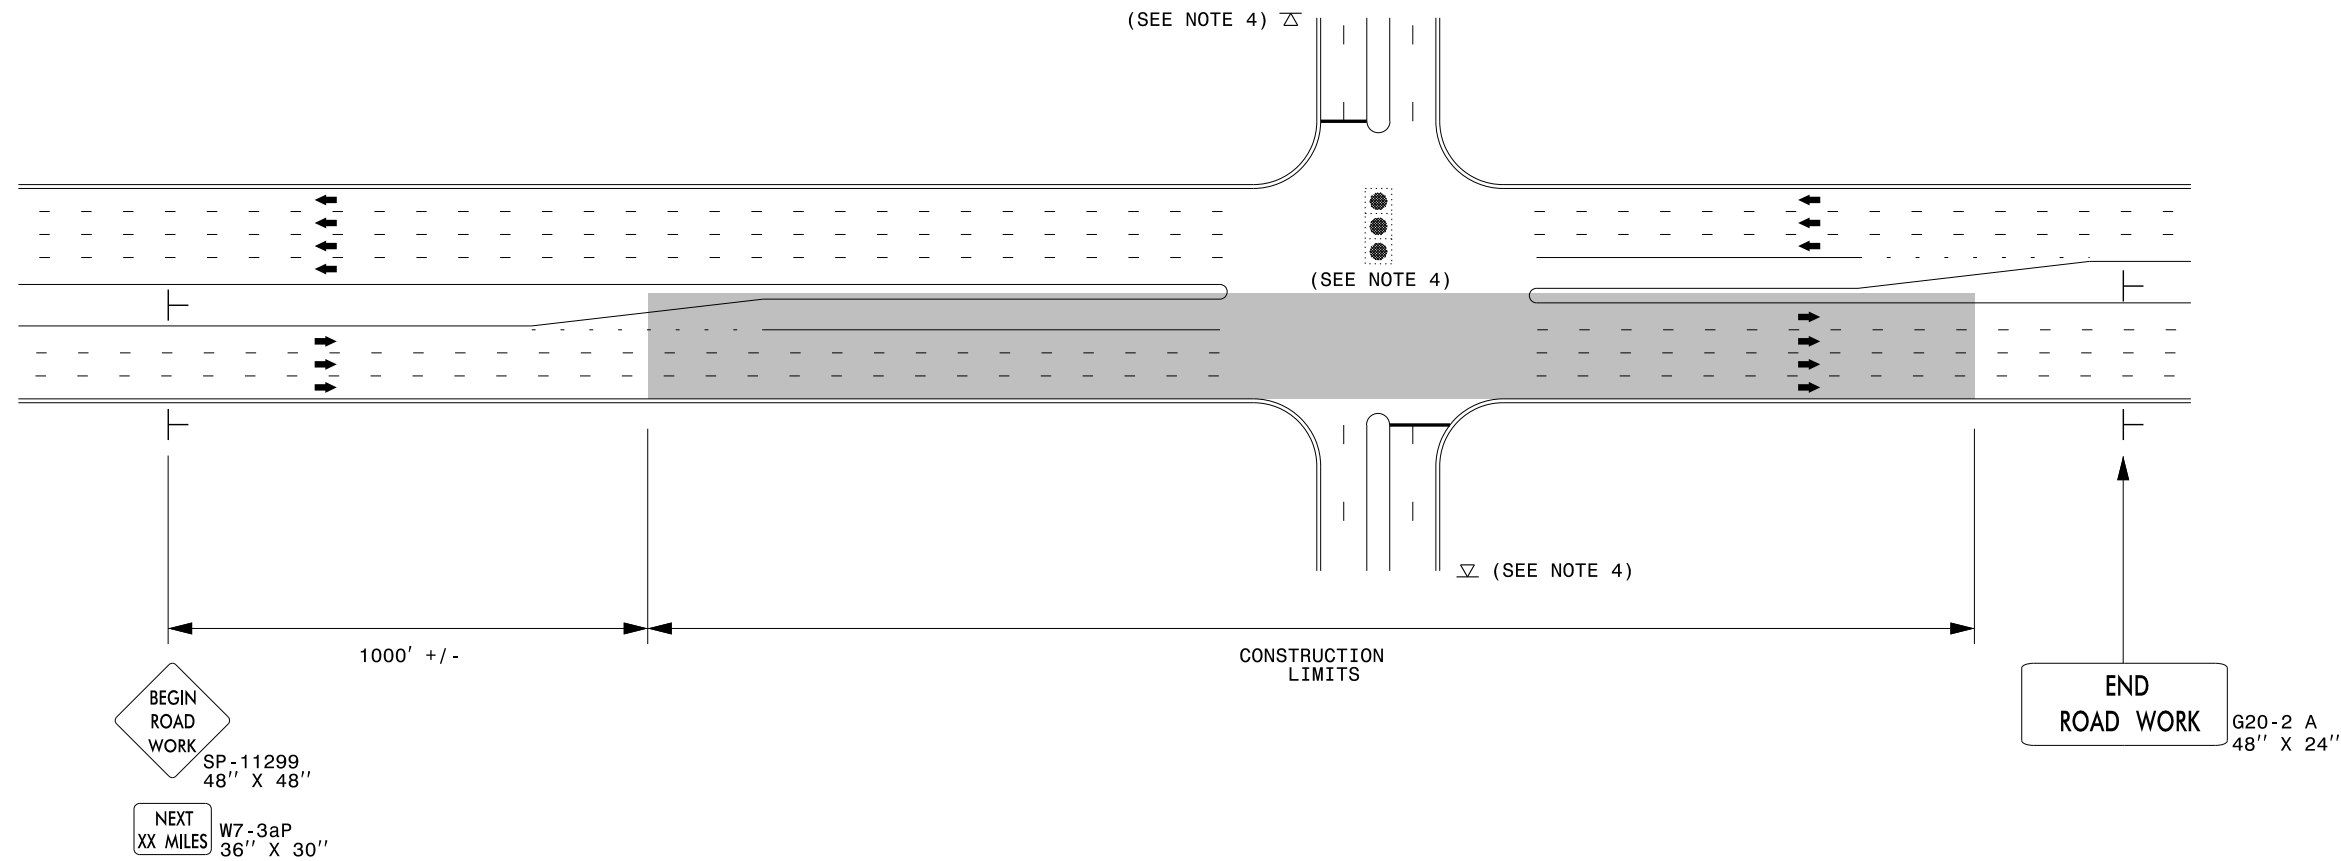 (SEE NOTE 4)
(SEE NOTE 4)
(SEE NOTE 4)
1000' +/-
CONSTRUCTION
LIMITS
BEGIN
ROAD
WORK
SP-11299
48'' X 48''
NEXT
XX MILES
W7-3aP
36'' X 30''
END
ROAD WORK
G20-2 A
48'' X 24''